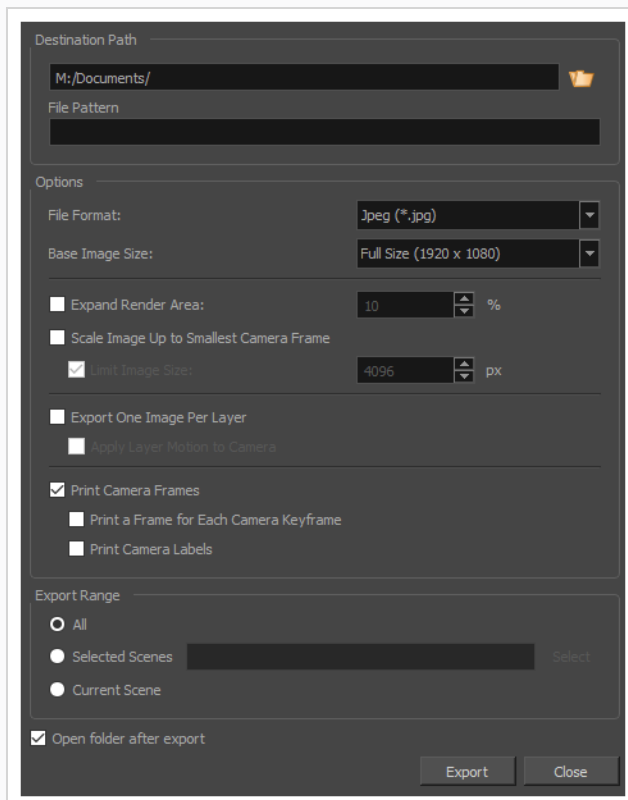 Destination Path
M:/Documents/
File Pattern
Options
File Format: Jpeg (*.jpg)
Base Image Size: Full Size (1920 x 1080)
Expand Render Area: 10 %
Scale Image Up to Smallest Camera Frame
Limit Image Size: 4096 px
Export One Image Per Layer
Apply Layer Motion to Camera
Print Camera Frames
Print a Frame for Each Camera Keyframe
Print Camera Labels
Export Range
All
Selected Scenes Select
Current Scene
Open folder after export
Export Close